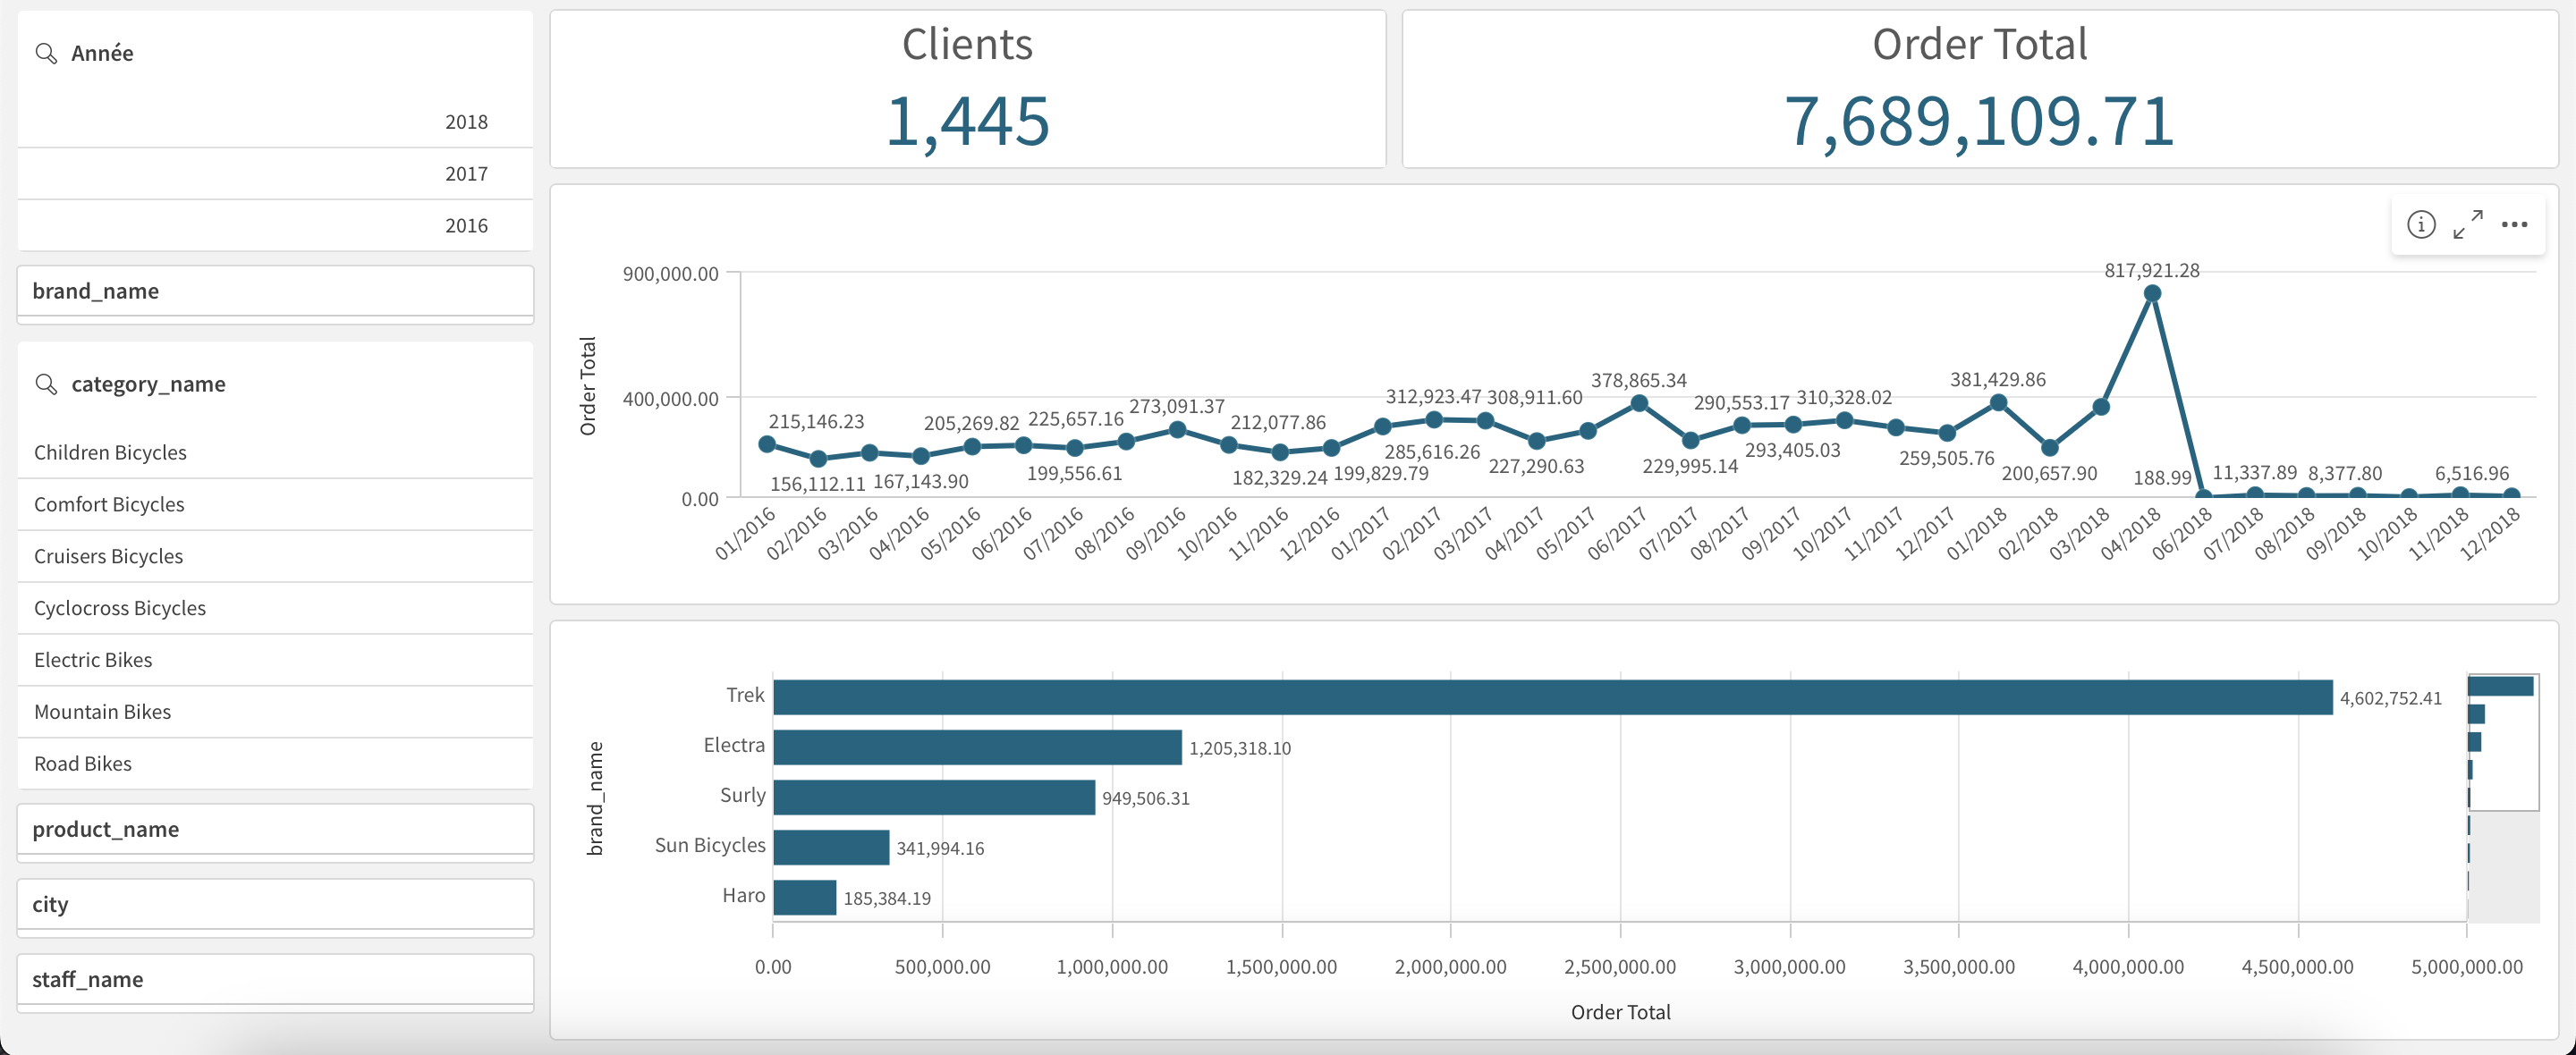 Année
2018
2017
2016
brand_name
category_name
Children Bicycles
Comfort Bicycles
Cruisers Bicycles
Cyclocross Bicycles
Electric Bikes
Mountain Bikes
Road Bikes
product_name
city
staff_name
Clients
1,445
Order Total
7,689,109.71
Order Total
900,000.00
400,000.00
0.00
215,146.23
156,112.11
167,143.90
205,269.82
225,657.16
199,556.61
273,091.37
212,077.86
182,329.24
199,829.79
312,923.47
285,616.26
308,911.60
227,290.63
378,865.34
229,995.14
290,553.17
293,405.03
310,328.02
259,505.76
381,429.86
200,657.90
817,921.28
188.99
11,337.89
8,377.80
6,516.96
01/2016
02/2016
03/2016
04/2016
05/2016
06/2016
07/2016
08/2016
09/2016
10/2016
11/2016
12/2016
01/2017
02/2017
03/2017
04/2017
05/2017
06/2017
07/2017
08/2017
09/2017
10/2017
11/2017
12/2017
01/2018
02/2018
03/2018
04/2018
06/2018
07/2018
08/2018
09/2018
10/2018
11/2018
12/2018
brand_name
Trek 4,602,752.41
Electra 1,205,318.10
Surly 949,506.31
Sun Bicycles 341,994.16
Haro 185,384.19
0.00 500,000.00 1,000,000.00 1,500,000.00 2,000,000.00 2,500,000.00 3,000,000.00 3,500,000.00 4,000,000.00 4,500,000.00 5,000,000.00
Order Total